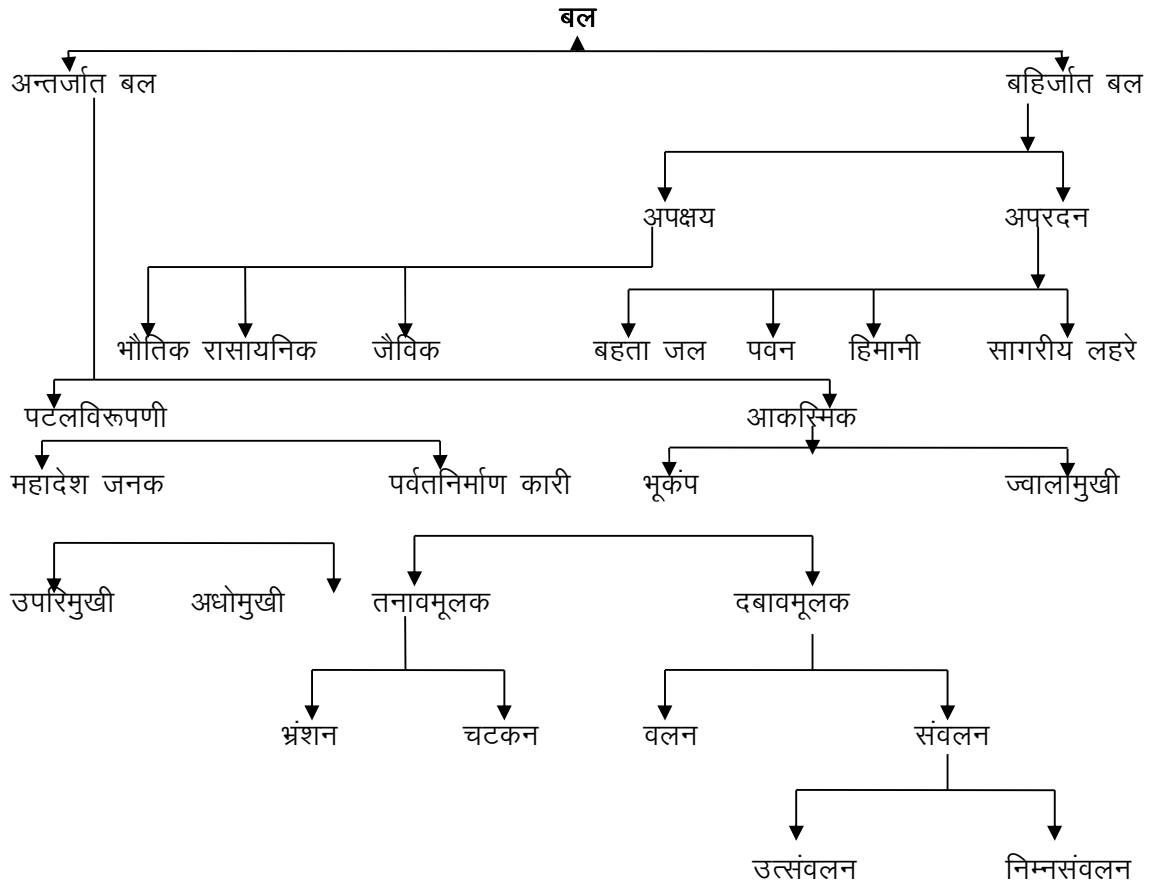 बल
अन्तर्जात बल बहिर्जात बल
अपक्षय अपरदन
भौतिक रासायनिक जैविक बहता जल पवन हिमानी सागरीय लहरे
पटलविरूपणी आकस्मिक
महादेश जनक पर्वतनिर्माण कारी भूकंप ज्वालामुखी
उपरिमुखी अधोमुखी तनावमूलक दबावमूलक
भ्रंशन चटकन वलन संवलन
उत्संवलन निम्नसंवलन